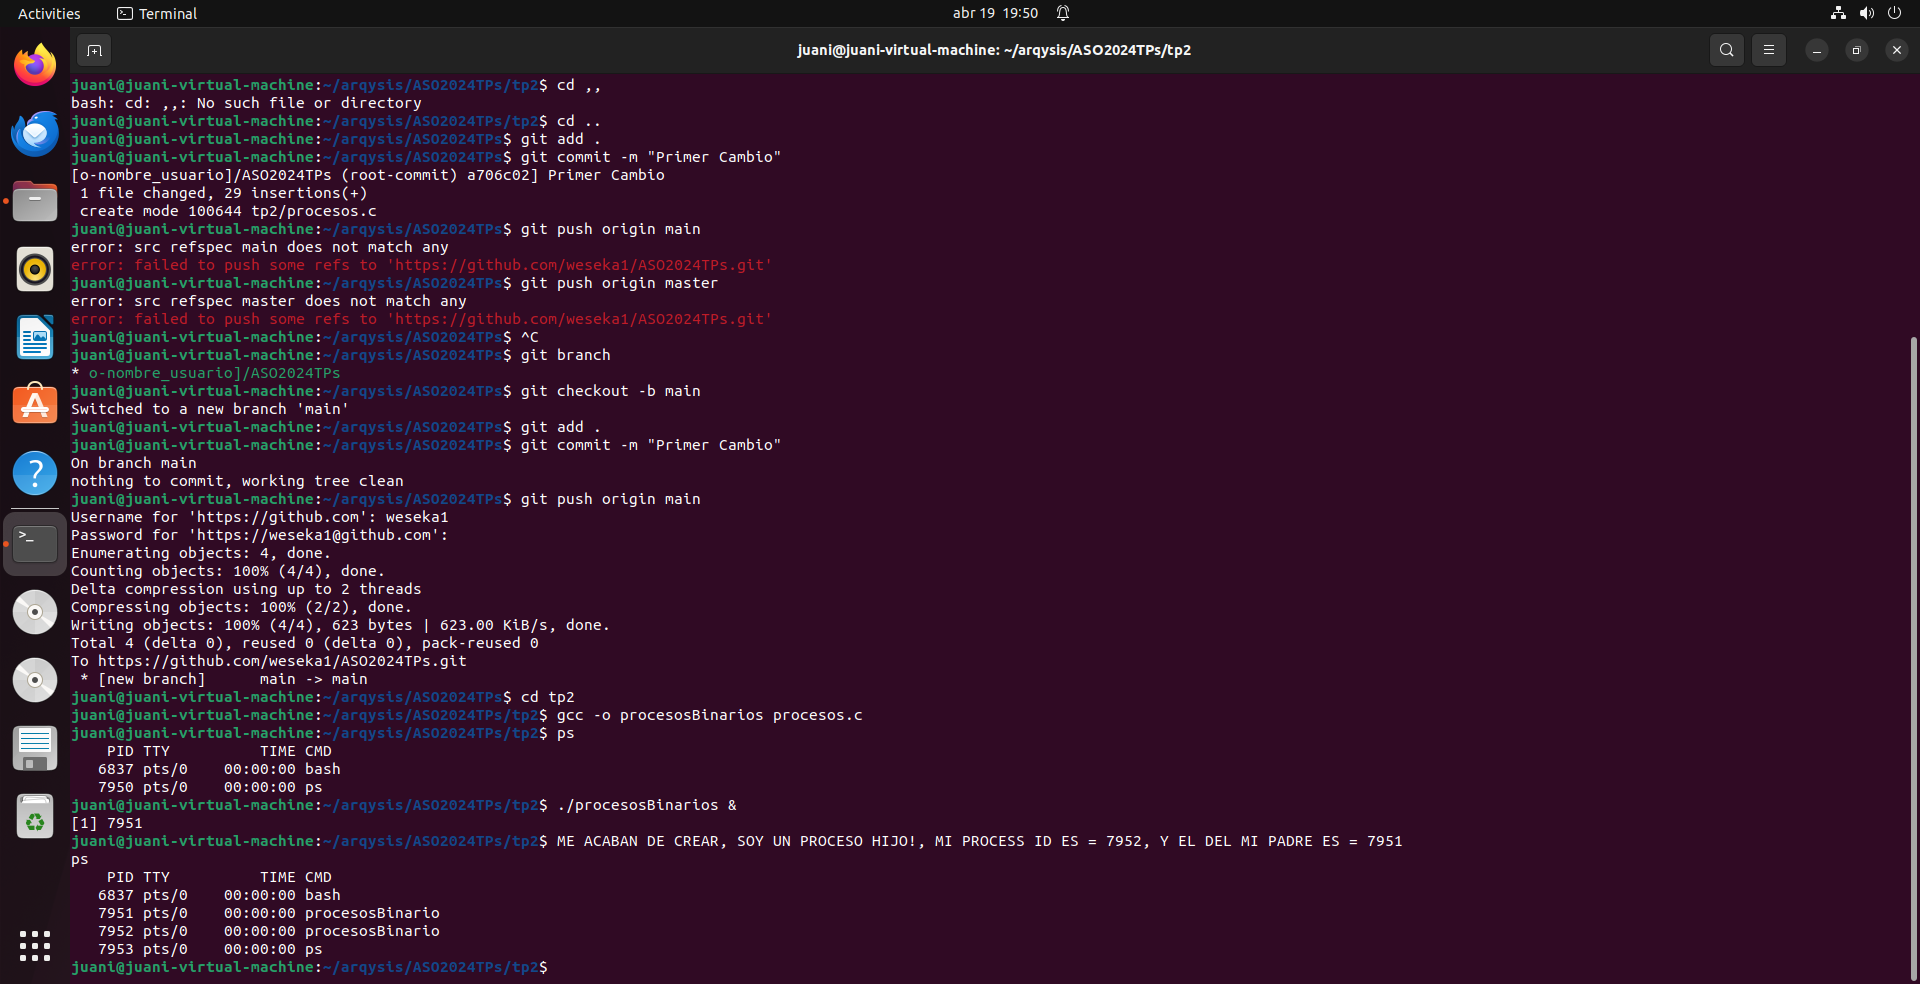 Activities
Terminal
abr 19 19:50
juani@juani-virtual-machine: ~/arqysis/ASO2024TPs/tp2
juani@juani-virtual-machine:~/arqysis/ASO2024TPs/tp2$ cd ,,
bash: cd: ,,: No such file or directory
juani@juani-virtual-machine:~/arqysis/ASO2024TPs/tp2$ cd ..
juani@juani-virtual-machine:~/arqysis/ASO2024TPs$ git add .
juani@juani-virtual-machine:~/arqysis/ASO2024TPs$ git commit -m "Primer Cambio"
[o-nombre_usuario]/ASO2024TPs (root-commit) a706c02] Primer Cambio
 1 file changed, 29 insertions(+)
 create mode 100644 tp2/procesos.c
juani@juani-virtual-machine:~/arqysis/ASO2024TPs$ git push origin main
error: src refspec main does not match any
error: failed to push some refs to 'https://github.com/weseka1/ASO2024TPs.git'
juani@juani-virtual-machine:~/arqysis/ASO2024TPs$ git push origin master
error: src refspec master does not match any
error: failed to push some refs to 'https://github.com/weseka1/ASO2024TPs.git'
juani@juani-virtual-machine:~/arqysis/ASO2024TPs$ ^C
juani@juani-virtual-machine:~/arqysis/ASO2024TPs$ git branch
* o-nombre_usuario]/ASO2024TPs
juani@juani-virtual-machine:~/arqysis/ASO2024TPs$ git checkout -b main
Switched to a new branch 'main'
juani@juani-virtual-machine:~/arqysis/ASO2024TPs$ git add .
juani@juani-virtual-machine:~/arqysis/ASO2024TPs$ git commit -m "Primer Cambio"
On branch main
nothing to commit, working tree clean
juani@juani-virtual-machine:~/arqysis/ASO2024TPs$ git push origin main
Username for 'https://github.com': weseka1
Password for 'https://weseka1@github.com':
Enumerating objects: 4, done.
Counting objects: 100% (4/4), done.
Delta compression using up to 2 threads
Compressing objects: 100% (2/2), done.
Writing objects: 100% (4/4), 623 bytes | 623.00 KiB/s, done.
Total 4 (delta 0), reused 0 (delta 0), pack-reused 0
To https://github.com/weseka1/ASO2024TPs.git
 * [new branch]      main -> main
juani@juani-virtual-machine:~/arqysis/ASO2024TPs$ cd tp2
juani@juani-virtual-machine:~/arqysis/ASO2024TPs/tp2$ gcc -o procesosBinarios procesos.c
juani@juani-virtual-machine:~/arqysis/ASO2024TPs/tp2$ ps
    PID TTY          TIME CMD
   6837 pts/0    00:00:00 bash
   7950 pts/0    00:00:00 ps
juani@juani-virtual-machine:~/arqysis/ASO2024TPs/tp2$ ./procesosBinarios &
[1] 7951
juani@juani-virtual-machine:~/arqysis/ASO2024TPs/tp2$ ME ACABAN DE CREAR, SOY UN PROCESO HIJO!, MI PROCESS ID ES = 7952, Y EL DEL MI PADRE ES = 7951
ps
    PID TTY          TIME CMD
   6837 pts/0    00:00:00 bash
   7951 pts/0    00:00:00 procesosBinario
   7952 pts/0    00:00:00 procesosBinario
   7953 pts/0    00:00:00 ps
juani@juani-virtual-machine:~/arqysis/ASO2024TPs/tp2$